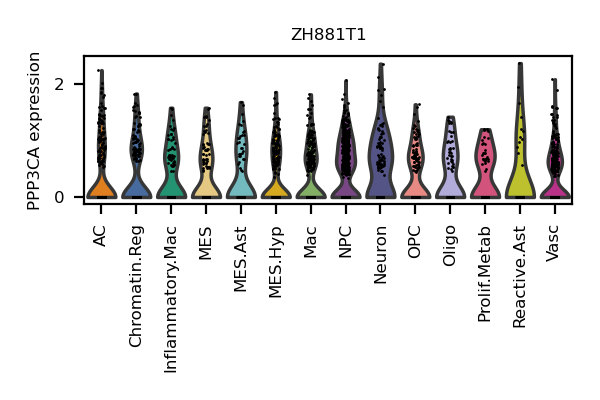 ZH881T1
PPP3CA expression
2
0
AC
Chromatin.Reg
Inflammatory.Mac
MES
MES.Ast
MES.Hyp
Mac
NPC
Neuron
OPC
Oligo
Prolif.Metab
Reactive.Ast
Vasc